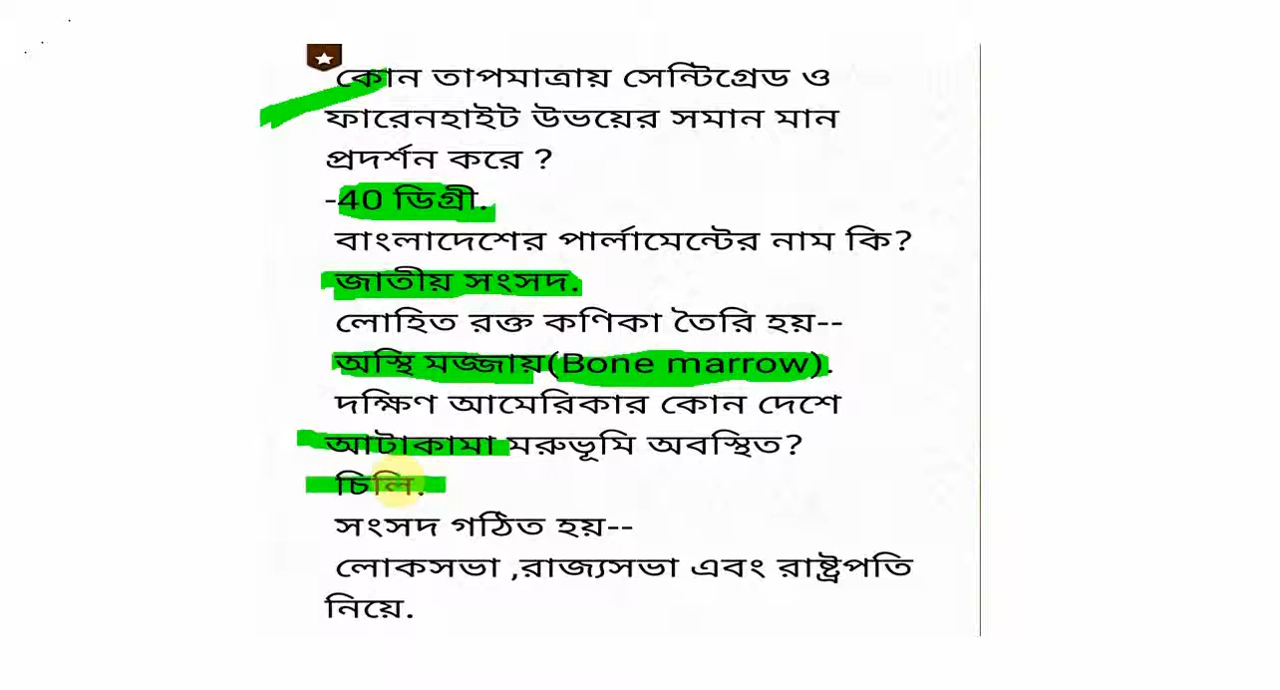 কোন তাপমাত্রায় সেন্টিগ্রেড ও
ফারেনহাইট উভয়ের সমান মান
প্রদর্শন করে ?
-40 ডিগ্রী.
বাংলাদেশের পার্লামেন্টের নাম কি?
জাতীয় সংসদ.
লোহিত রক্ত কণিকা তৈরি হয়--
অস্থি মজ্জায়(Bone marrow).
দক্ষিণ আমেরিকার কোন দেশে
আটাকামা মরুভূমি অবস্থিত?
চিলি.
সংসদ গঠিত হয়--
লোকসভা ,রাজ্যসভা এবং রাষ্ট্রপতি
নিয়ে.